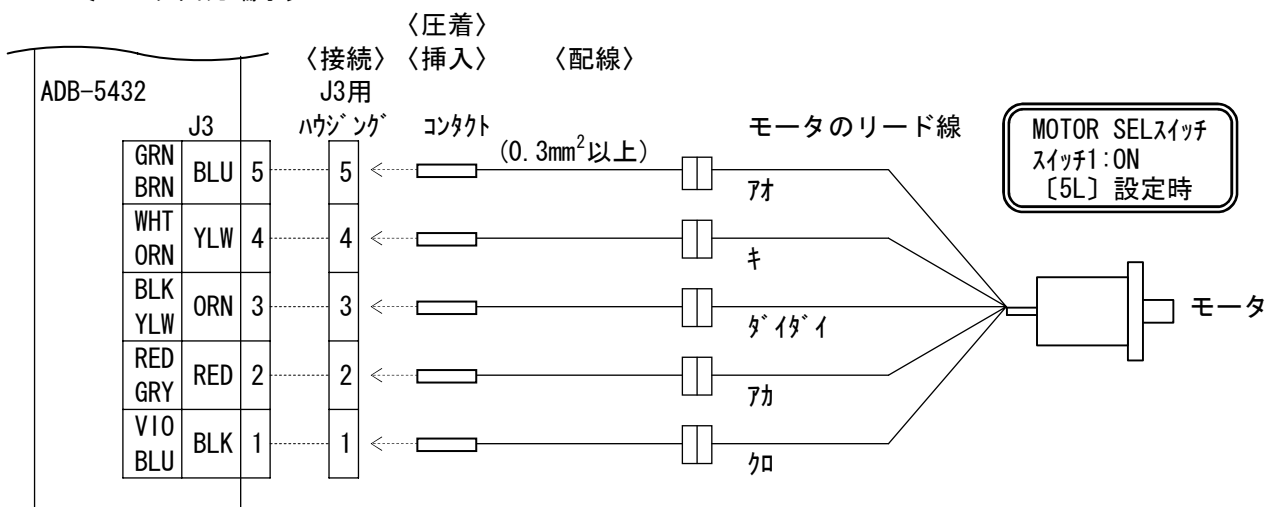 〈圧着〉
〈接続〉 〈挿入〉 〈配線〉
ADB-5432
J3用
J3
ﾊｳｼﾞﾝｸﾞ
ｺﾝﾀｸﾄ
(0.3mm²以上)
モータのリード線
MOTOR SELｽｲｯﾁ
ｽｲｯﾁ1:ON
〔5L〕設定時
GRN
BRN
BLU 5 5
ｱｵ
WHT
ORN
YLW 4 4
ｷ
BLK
YLW
ORN 3 3
ﾀﾞｲﾀﾞｲ
モータ
RED
GRY
RED 2 2
ｱｶ
VIO
BLU
BLK 1 1
ｸﾛ